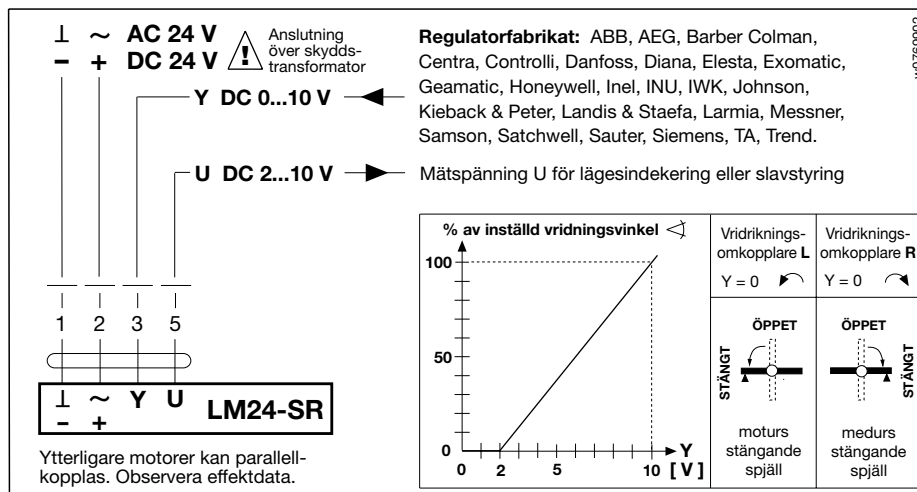 ⊥ ~ AC 24 V
– + DC 24 V
Anslutning
över skydds-
transformator
Y DC 0...10 V
U DC 2...10 V
Regulatorfabrikat: ABB, AEG, Barber Colman,
Centra, Controlli, Danfoss, Diana, Elesta, Exomatic,
Geamatic, Honeywell, Inel, INU, IWK, Johnson,
Kieback & Peter, Landis & Staefa, Larmia, Messner,
Samson, Satchwell, Sauter, Siemens, TA, Trend.
Mätspänning U för lägesindekering eller slavstyring
1 2 3 5
⊥ ~ Y U LM24-SR
– +
Ytterligare motorer kan parallell-
kopplas. Observera effektdata.
% av inställd vridningsvinkel
100
50
0
0 2 5 10 Y
[ V ]
Vridriknings-
omkopplare L
Y = 0
ÖPPET
STÄNGT
moturs
stängande
spjäll
Vridriknings-
omkopplare R
Y = 0
ÖPPET
STÄNGT
medurs
stängande
spjäll